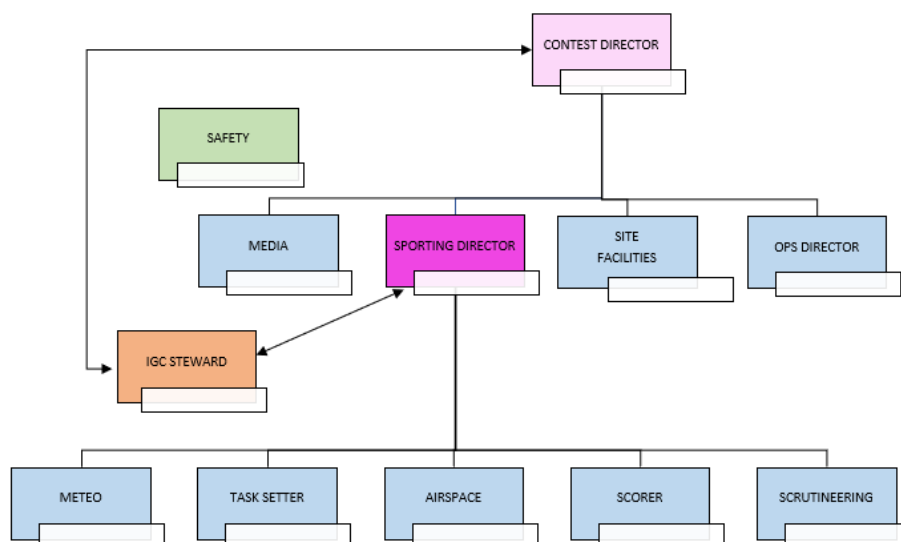 CONTEST DIRECTOR
SAFETY
MEDIA
SPORTING DIRECTOR
SITE
FACILITIES
OPS DIRECTOR
IGC STEWARD
METEO
TASK SETTER
AIRSPACE
SCORER
SCRUTINEERING